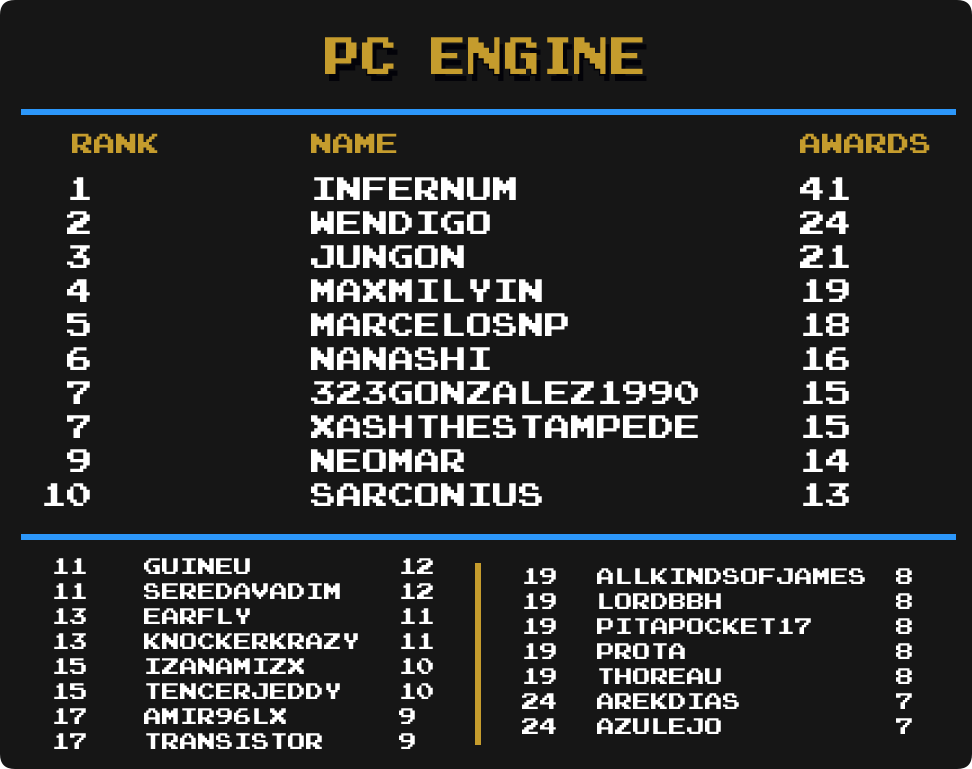 PC ENGINE
RANK NAME AWARDS
1 INFERNUM 41
2 WENDIGO 24
3 JUNGON 21
4 MAXMILYIN 19
5 MARCELOSNP 18
6 NANASHI 16
7 323GONZALEZ1990 15
7 XASHTHESTAMPEDE 15
9 NEOMAR 14
10 SARCONIUS 13
11 GUINEU 12
11 SEREDAVADIM 12
13 EARFLY 11
13 KNOCKERKRAZY 11
15 IZANAMIZX 10
15 TENCERJEDDY 10
17 AMIR96LX 9
17 TRANSISTOR 9
19 ALLKINDSOFJAMES 8
19 LORDBBH 8
19 PITAPOCKET17 8
19 PROTA 8
19 THOREAU 8
24 AREKDIAS 7
24 AZULEJO 7